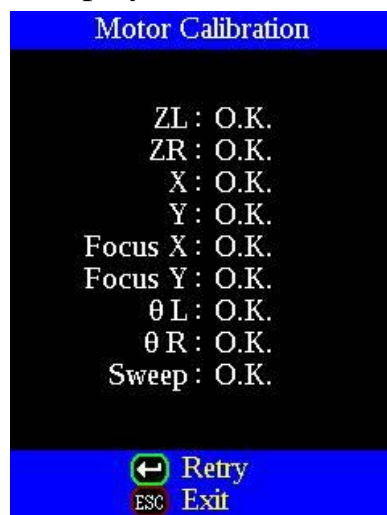 Motor Calibration
ZL : O.K.
ZR : O.K.
X : O.K.
Y : O.K.
Focus X : O.K.
Focus Y : O.K.
θ L : O.K.
θ R : O.K.
Sweep : O.K.
Retry
ESC Exit